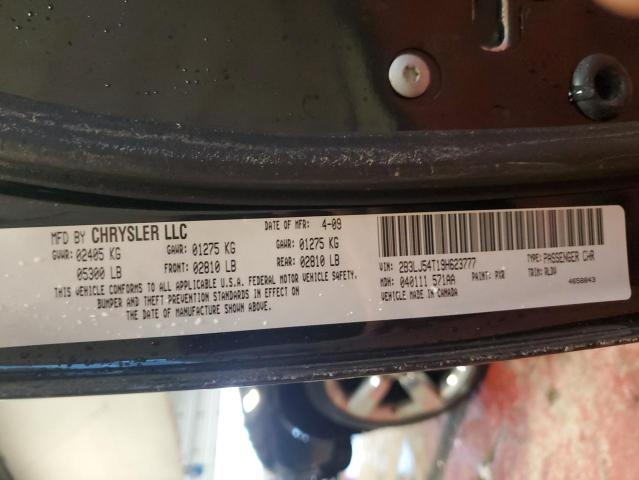 MFD BY CHRYSLER LLC DATE OF MFR: 4-09
GVWR: 02405 KG GAWR: 01275 KG GAWR: 01275 KG
05300 LB FRONT: 02810 LB REAR: 02810 LB
THIS VEHICLE CONFORMS TO ALL APPLICABLE U.S.A. FEDERAL MOTOR VEHICLE SAFETY,
BUMPER AND THEFT PREVENTION STANDARDS IN EFFECT ON
THE DATE OF MANUFACTURE SHOWN ABOVE.
VIN: 2B3LJ54T19H623777 TYPE: PASSENGER CAR
MDH: 040111 571AA PAINT: PXR TRIM: RLDV
VEHICLE MADE IN CANADA 4658843